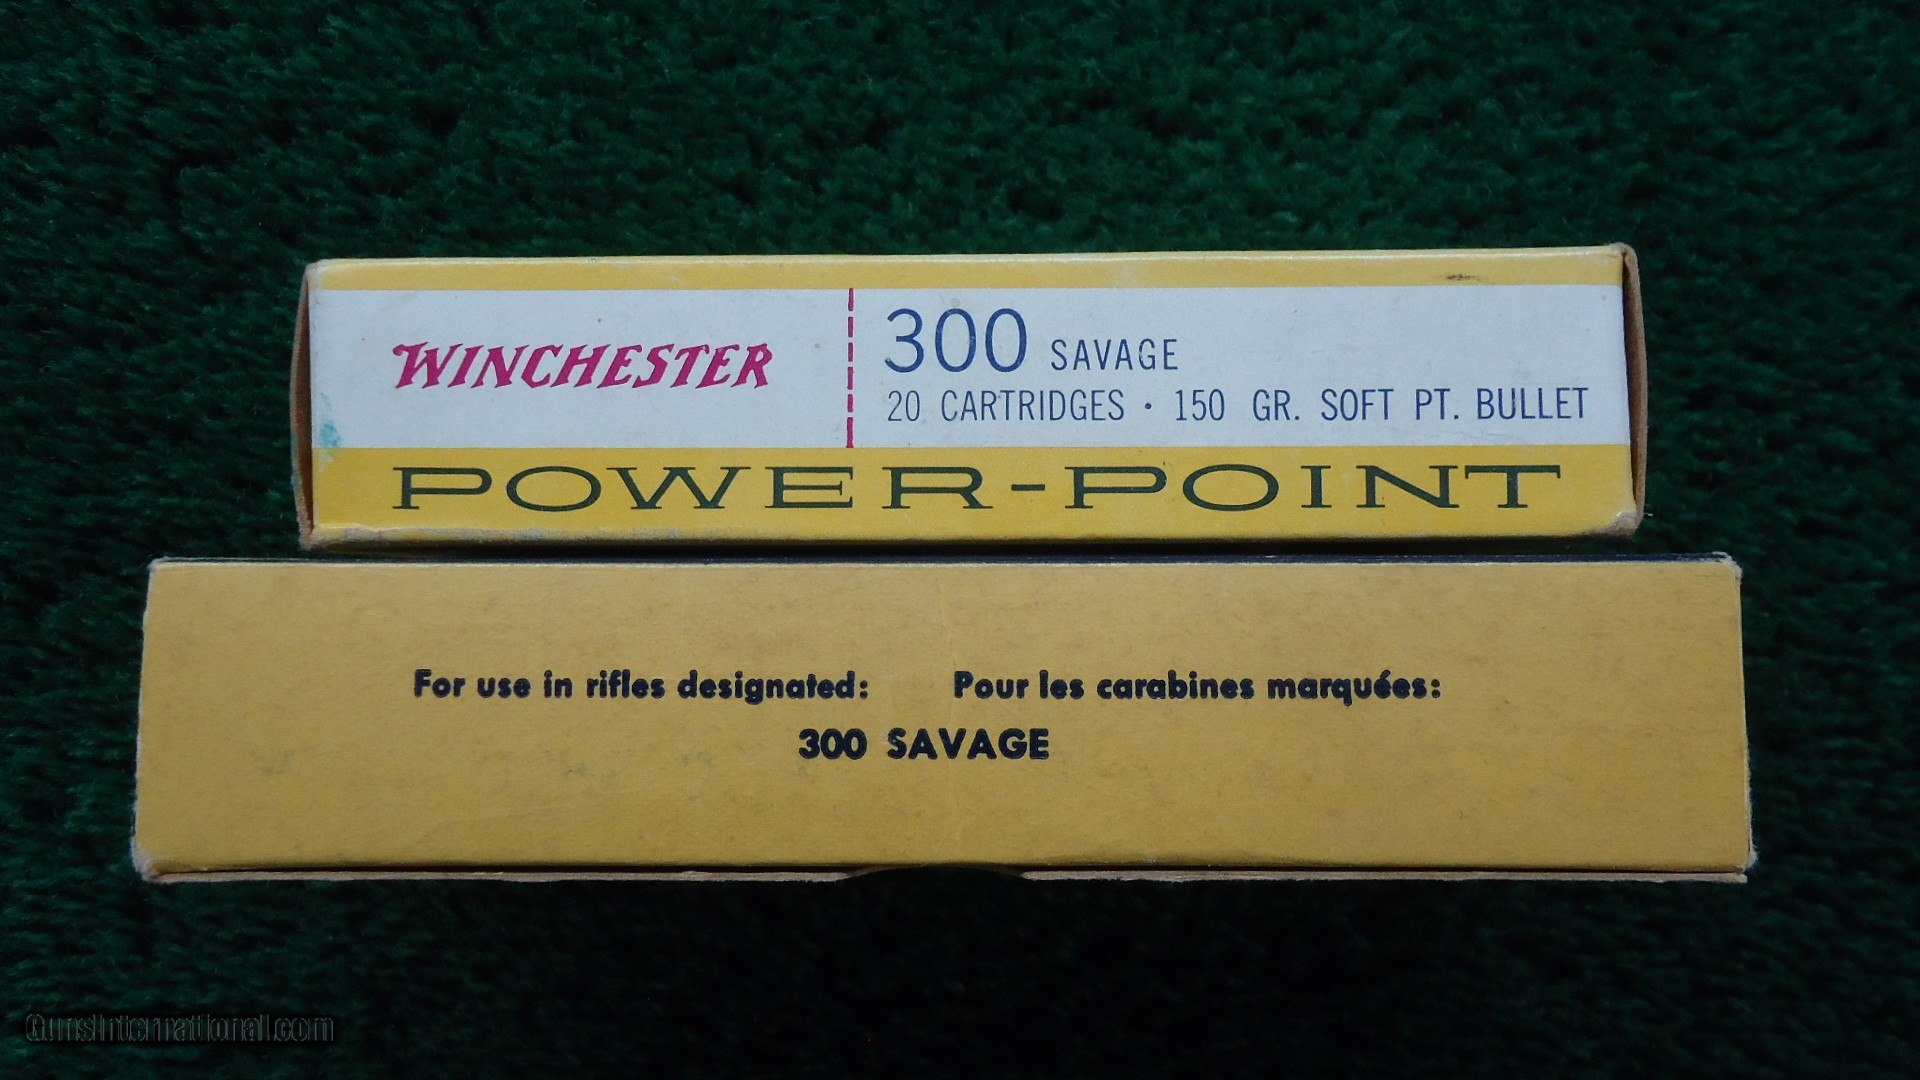 WINCHESTER
300 SAVAGE
20 CARTRIDGES · 150 GR. SOFT PT. BULLET
POWER-POINT
For use in rifles designated: Pour les carabines marquées:
300 SAVAGE
GunsInternational.com